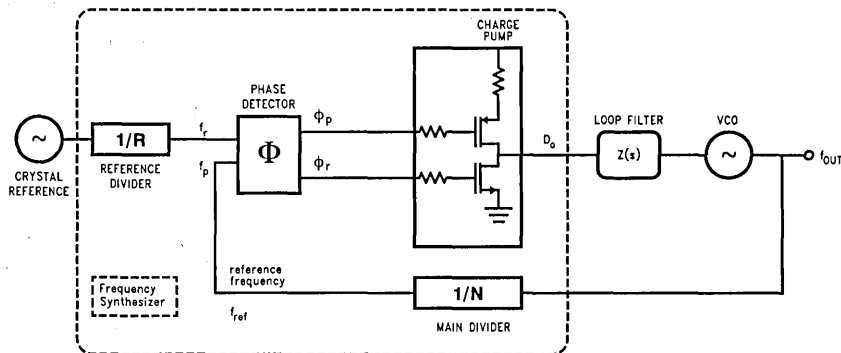 CHARGE
PUMP
PHASE
DETECTOR
ϕp
LOOP FILTER
VCO
fr
Do
~
1/R
Φ
Z(s)
~
fOUT
fp
CRYSTAL
REFERENCE
REFERENCE
DIVIDER
ϕr
reference
frequency
1/N
Frequency
Synthesizer
fref
MAIN DIVIDER